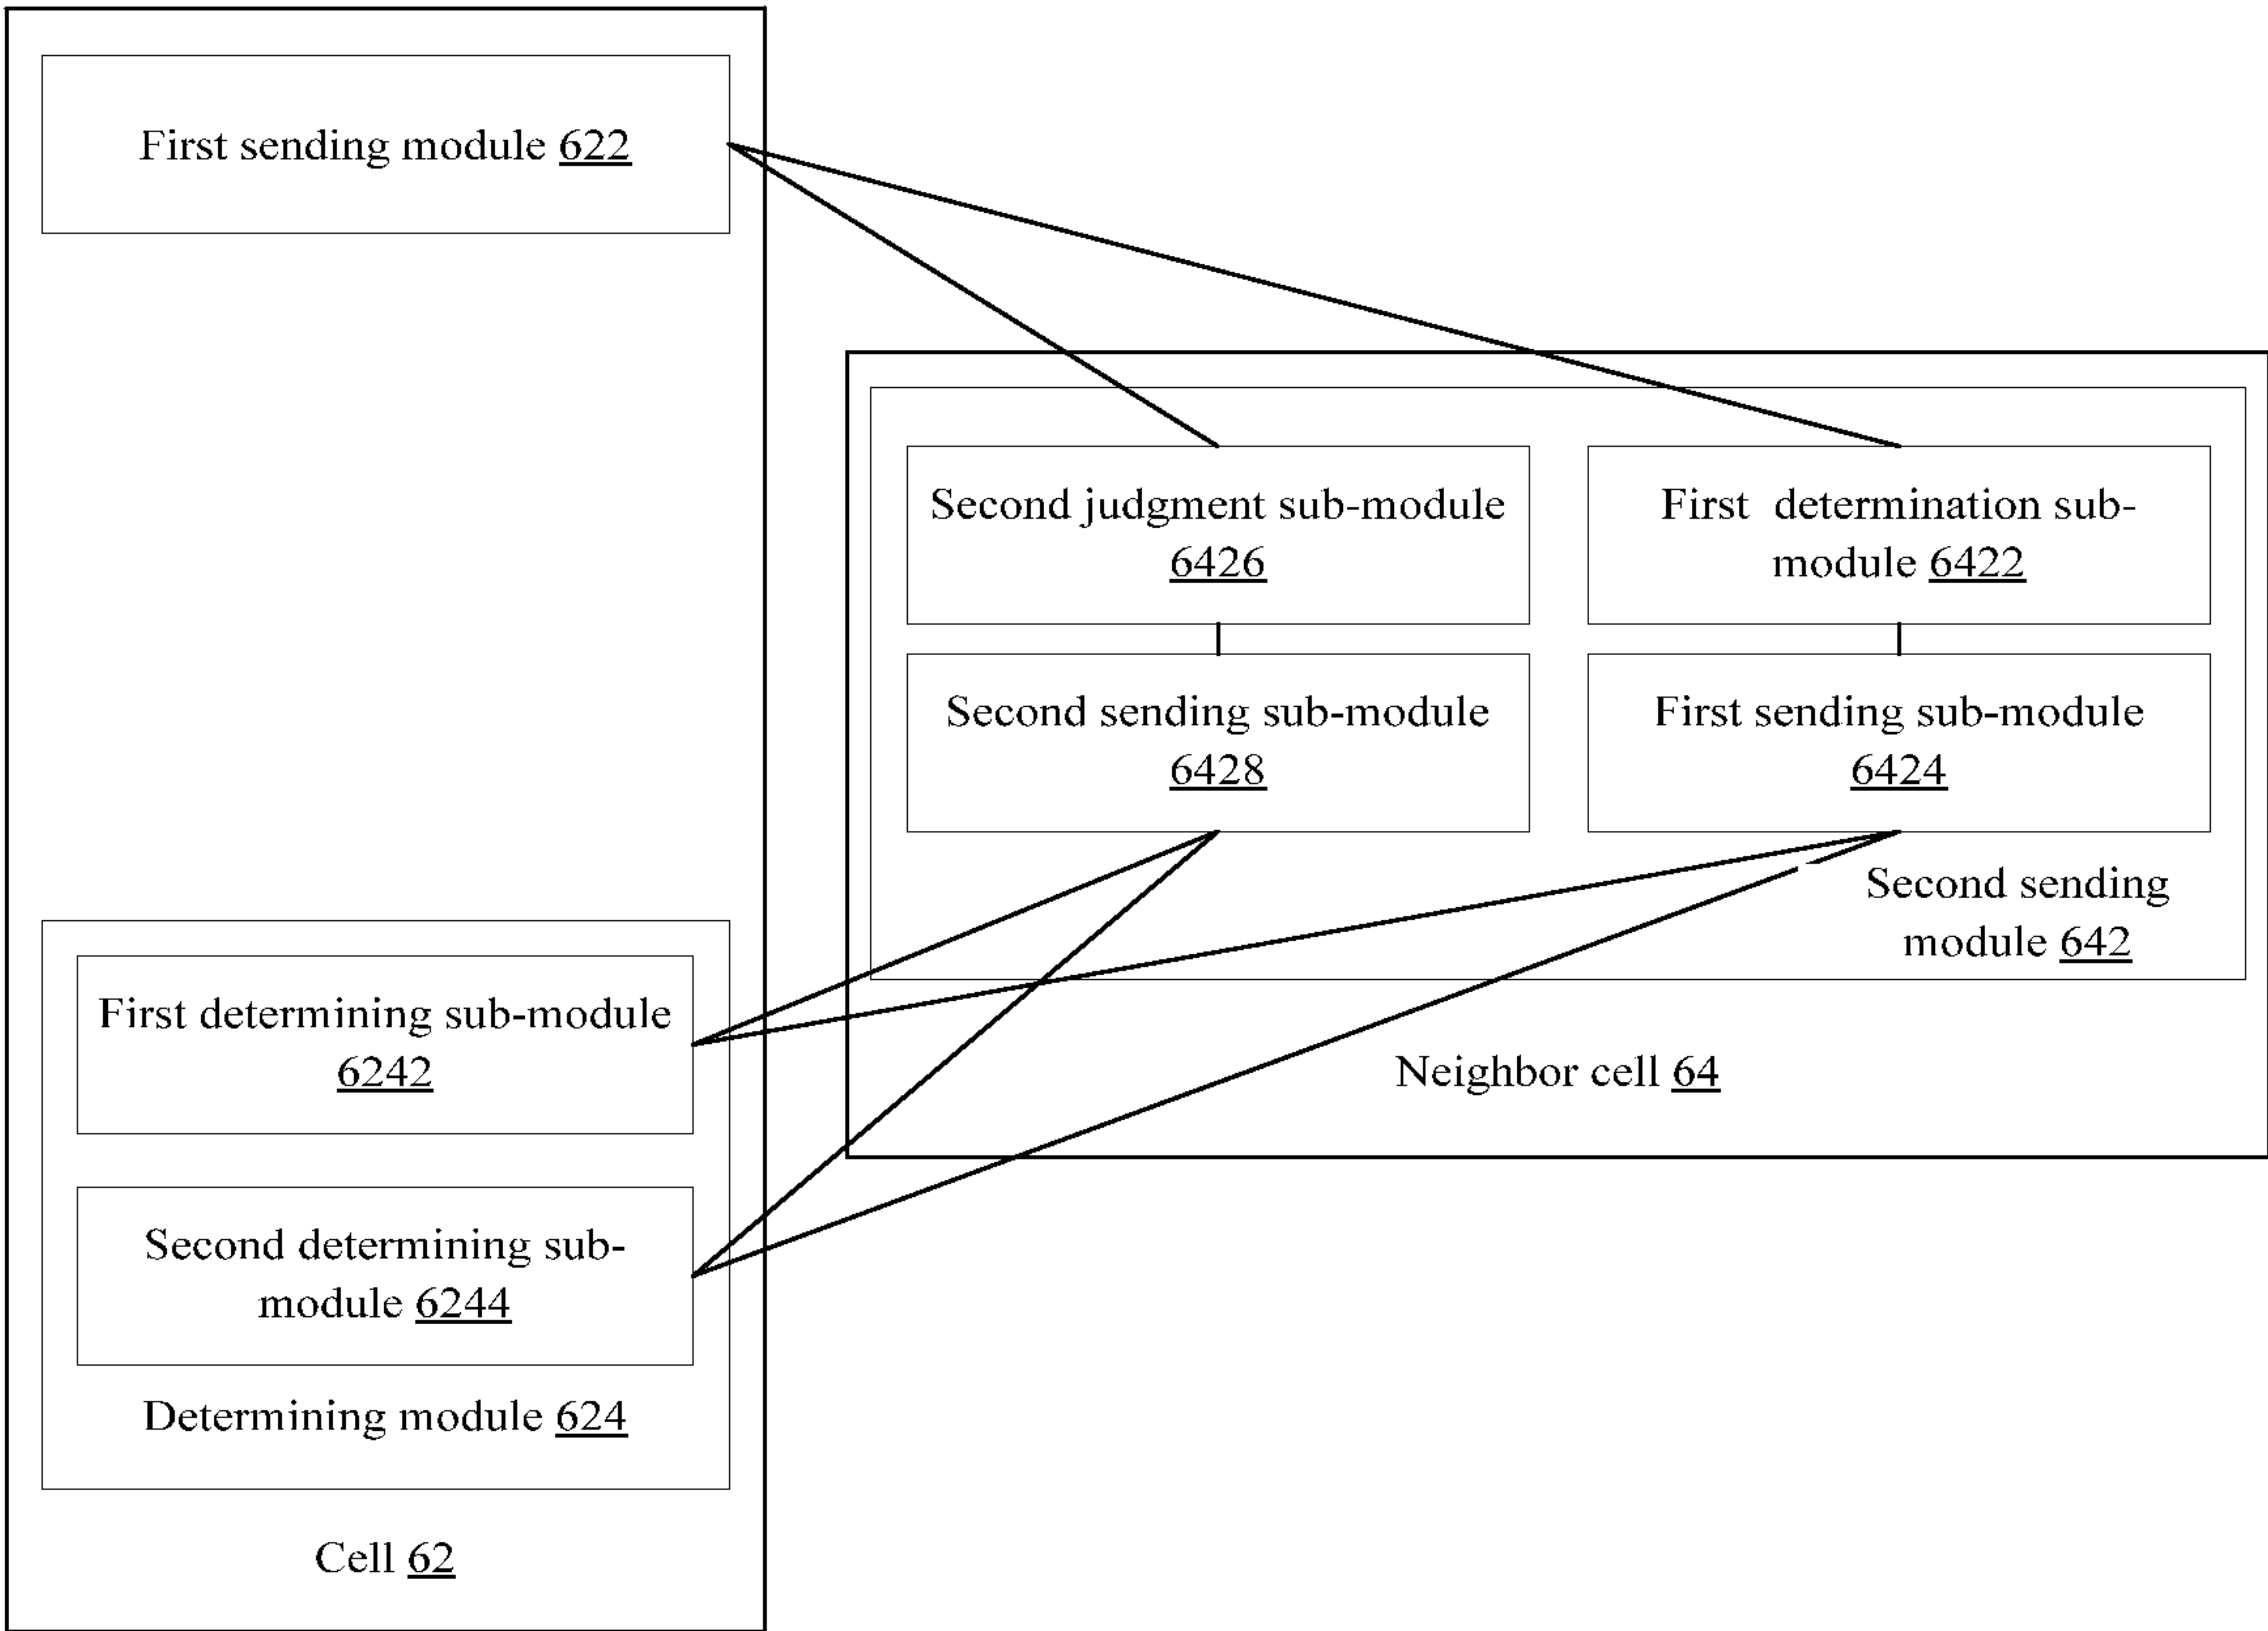 First sending module 622
Second judgment sub-module
6426
First determination sub-
module 6422
Second sending sub-module
6428
First sending sub-module
6424
Second sending
module 642
First determining sub-module
6242
Neighbor cell 64
Second determining sub-
module 6244
Determining module 624
Cell 62